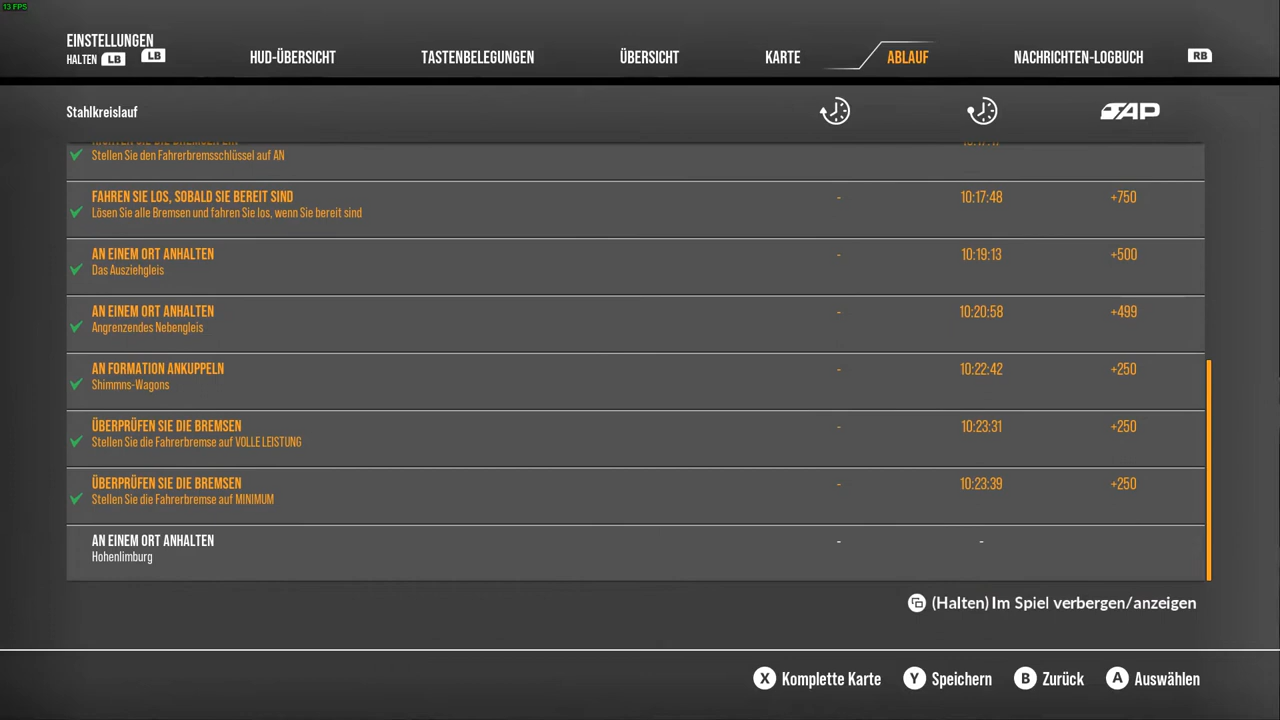 13 FPS
EINSTELLUNGEN
HALTEN LB LB
HUD-ÜBERSICHT
TASTENBELEGUNGEN
ÜBERSICHT
KARTE
ABLAUF
NACHRICHTEN-LOGBUCH
RB
Stahlkreislauf
AP
Stellen Sie den Fahrerbremsschlüssel auf AN
FAHREN SIE LOS, SOBALD SIE BEREIT SIND
Lösen Sie alle Bremsen und fahren Sie los, wenn Sie bereit sind
- 10:17:48 +750
AN EINEM ORT ANHALTEN
Das Ausziehgleis
- 10:19:13 +500
AN EINEM ORT ANHALTEN
Angrenzendes Nebengleis
- 10:20:58 +499
AN FORMATION ANKUPPELN
Shimmns-Wagons
- 10:22:42 +250
ÜBERPRÜFEN SIE DIE BREMSEN
Stellen Sie die Fahrerbremse auf VOLLE LEISTUNG
- 10:23:31 +250
ÜBERPRÜFEN SIE DIE BREMSEN
Stellen Sie die Fahrerbremse auf MINIMUM
- 10:23:39 +250
AN EINEM ORT ANHALTEN
Hohenlimburg
- -
(Halten) Im Spiel verbergen/anzeigen
X Komplette Karte
Y Speichern
B Zurück
A Auswählen